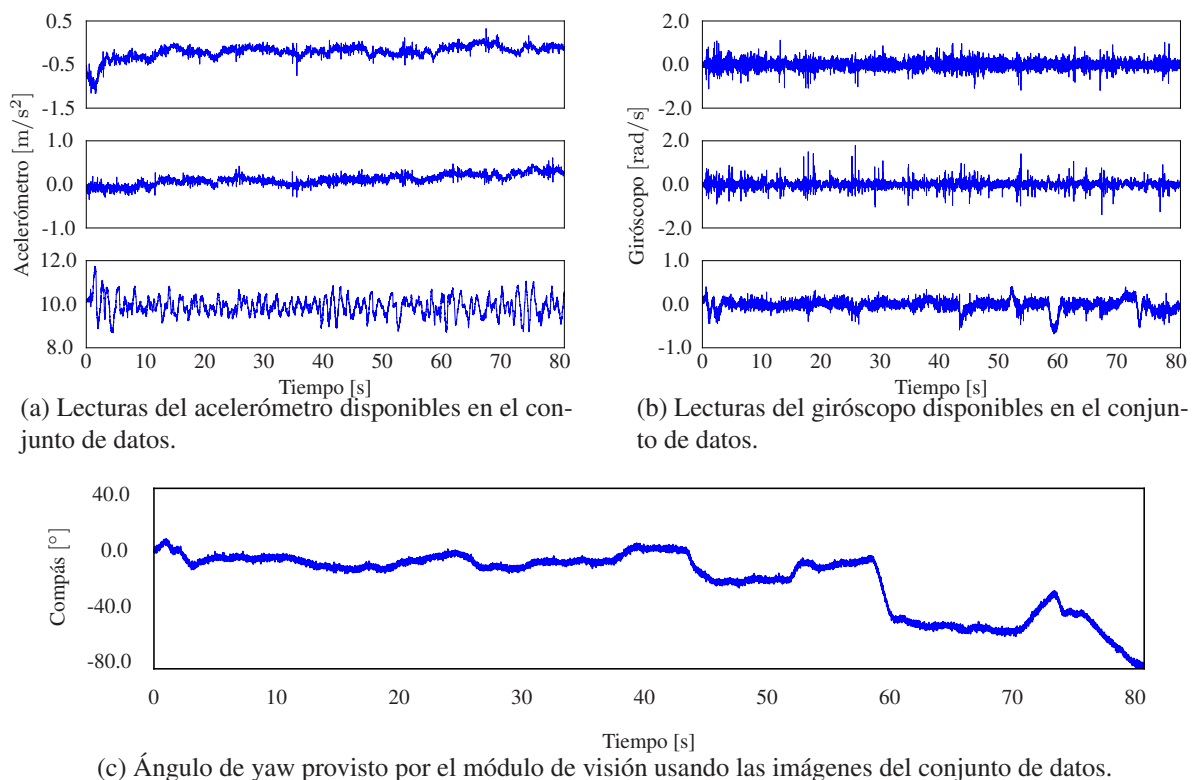 0.5
-0.5
-1.5
1.0
0.0
-1.0
12.0
10.0
8.0
0 10 20 30 40 50 60 70 80
Acelerómetro [m/s²]
Tiempo [s]
(a) Lecturas del acelerómetro disponibles en el con-
junto de datos.
2.0
0.0
-2.0
2.0
0.0
-2.0
1.0
0.0
-1.0
0 10 20 30 40 50 60 70 80
Giróscopo [rad/s]
Tiempo [s]
(b) Lecturas del giróscopo disponibles en el conjun-
to de datos.
40.0
0.0
-40.0
-80.0
0 10 20 30 40 50 60 70 80
Compás [°]
Tiempo [s]
(c) Ángulo de yaw provisto por el módulo de visión usando las imágenes del conjunto de datos.